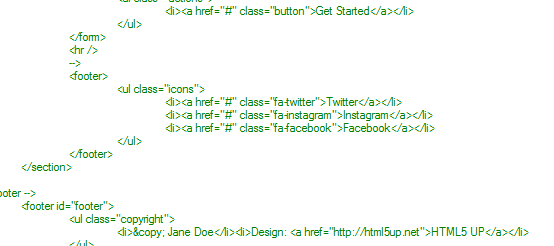 <li><a href="#" class="button">Get Started</a></li>
</ul>
</form>
<hr />
-->
<footer>
<ul class="icons">
<li><a href="#" class="fa-twitter">Twitter</a></li>
<li><a href="#" class="fa-instagram">Instagram</a></li>
<li><a href="#" class="fa-facebook">Facebook</a></li>
</ul>
</footer>
</section>
ooter -->
<footer id="footer">
<ul class="copyright">
<li>&copy; Jane Doe</li><li>Design: <a href="http://html5up.net">HTML5 UP</a></li>
</ul>